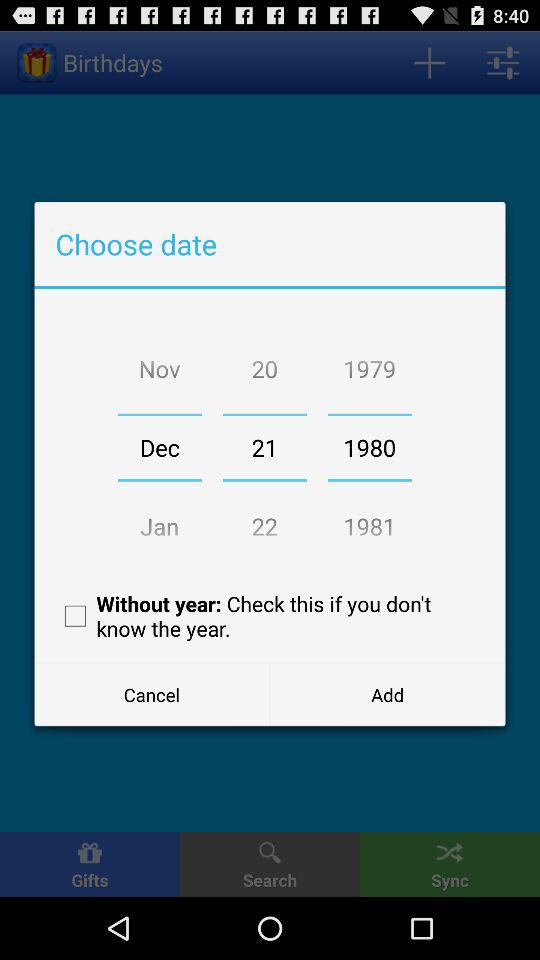 8:40
Birthdays
Choose date
Nov 20 1979
Dec 21 1980
Jan 22 1981
Without year: Check this if you don't
know the year.
Cancel Add
Gifts Search Sync